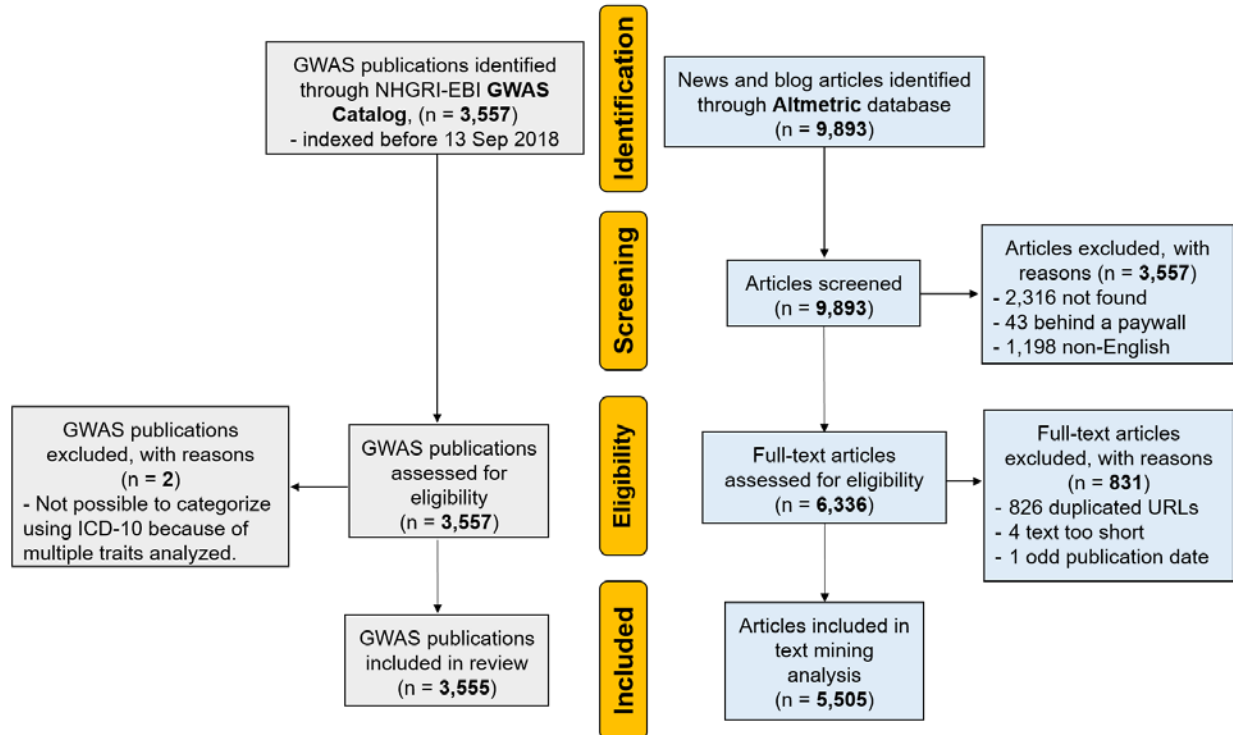 Identification
GWAS publications identified
through NHGRI-EBI GWAS
Catalog, (n = 3,557)
- indexed before 13 Sep 2018
News and blog articles identified
through Altmetric database
(n = 9,893)
Screening
Articles screened
(n = 9,893)
Articles excluded, with
reasons (n = 3,557)
- 2,316 not found
- 43 behind a paywall
- 1,198 non-English
Eligibility
GWAS publications
excluded, with reasons
(n = 2)
- Not possible to categorize
using ICD-10 because of
multiple traits analyzed.
GWAS publications
assessed for
eligibility
(n = 3,557)
Full-text articles
assessed for eligibility
(n = 6,336)
Full-text articles
excluded, with reasons
(n = 831)
- 826 duplicated URLs
- 4 text too short
- 1 odd publication date
Included
GWAS publications
included in review
(n = 3,555)
Articles included in
text mining
analysis
(n = 5,505)